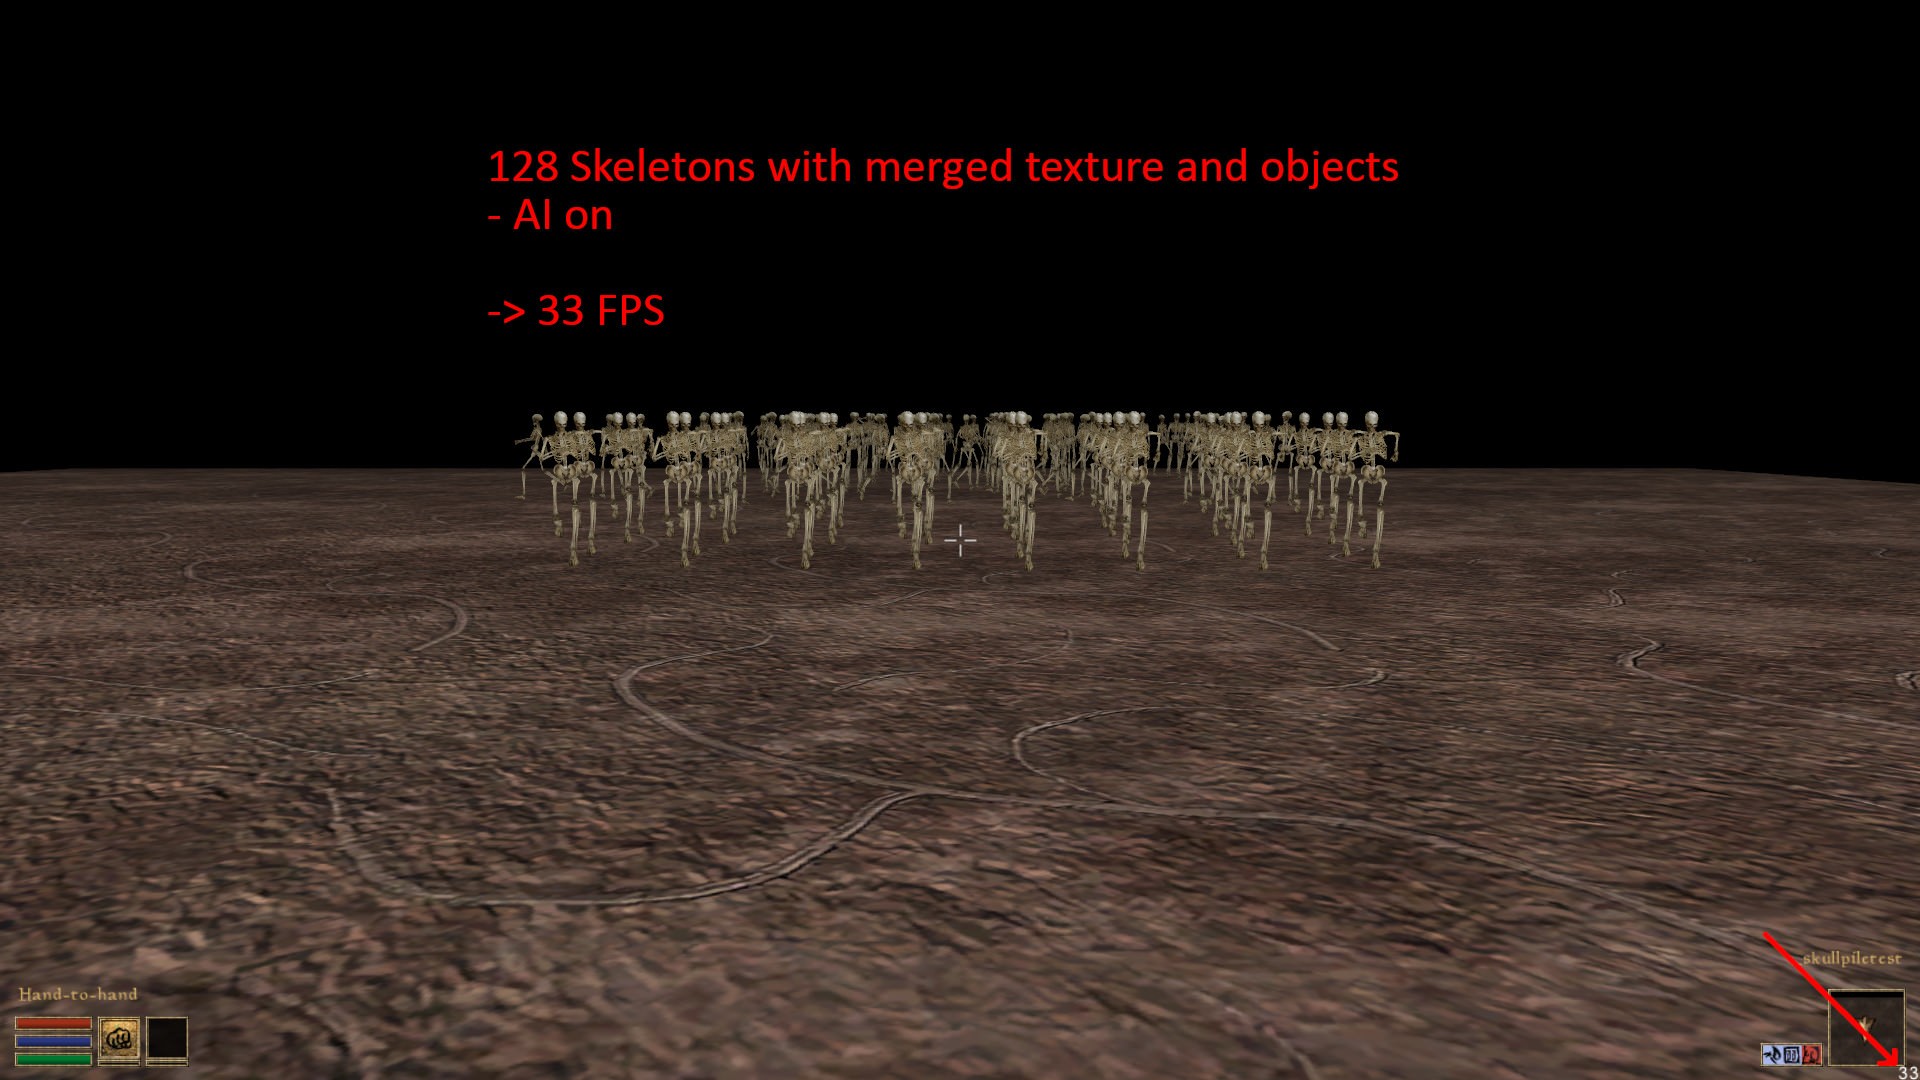 128 Skeletons with merged texture and objects
- AI on
-> 33 FPS
skullpiletest
Hand-to-hand
33